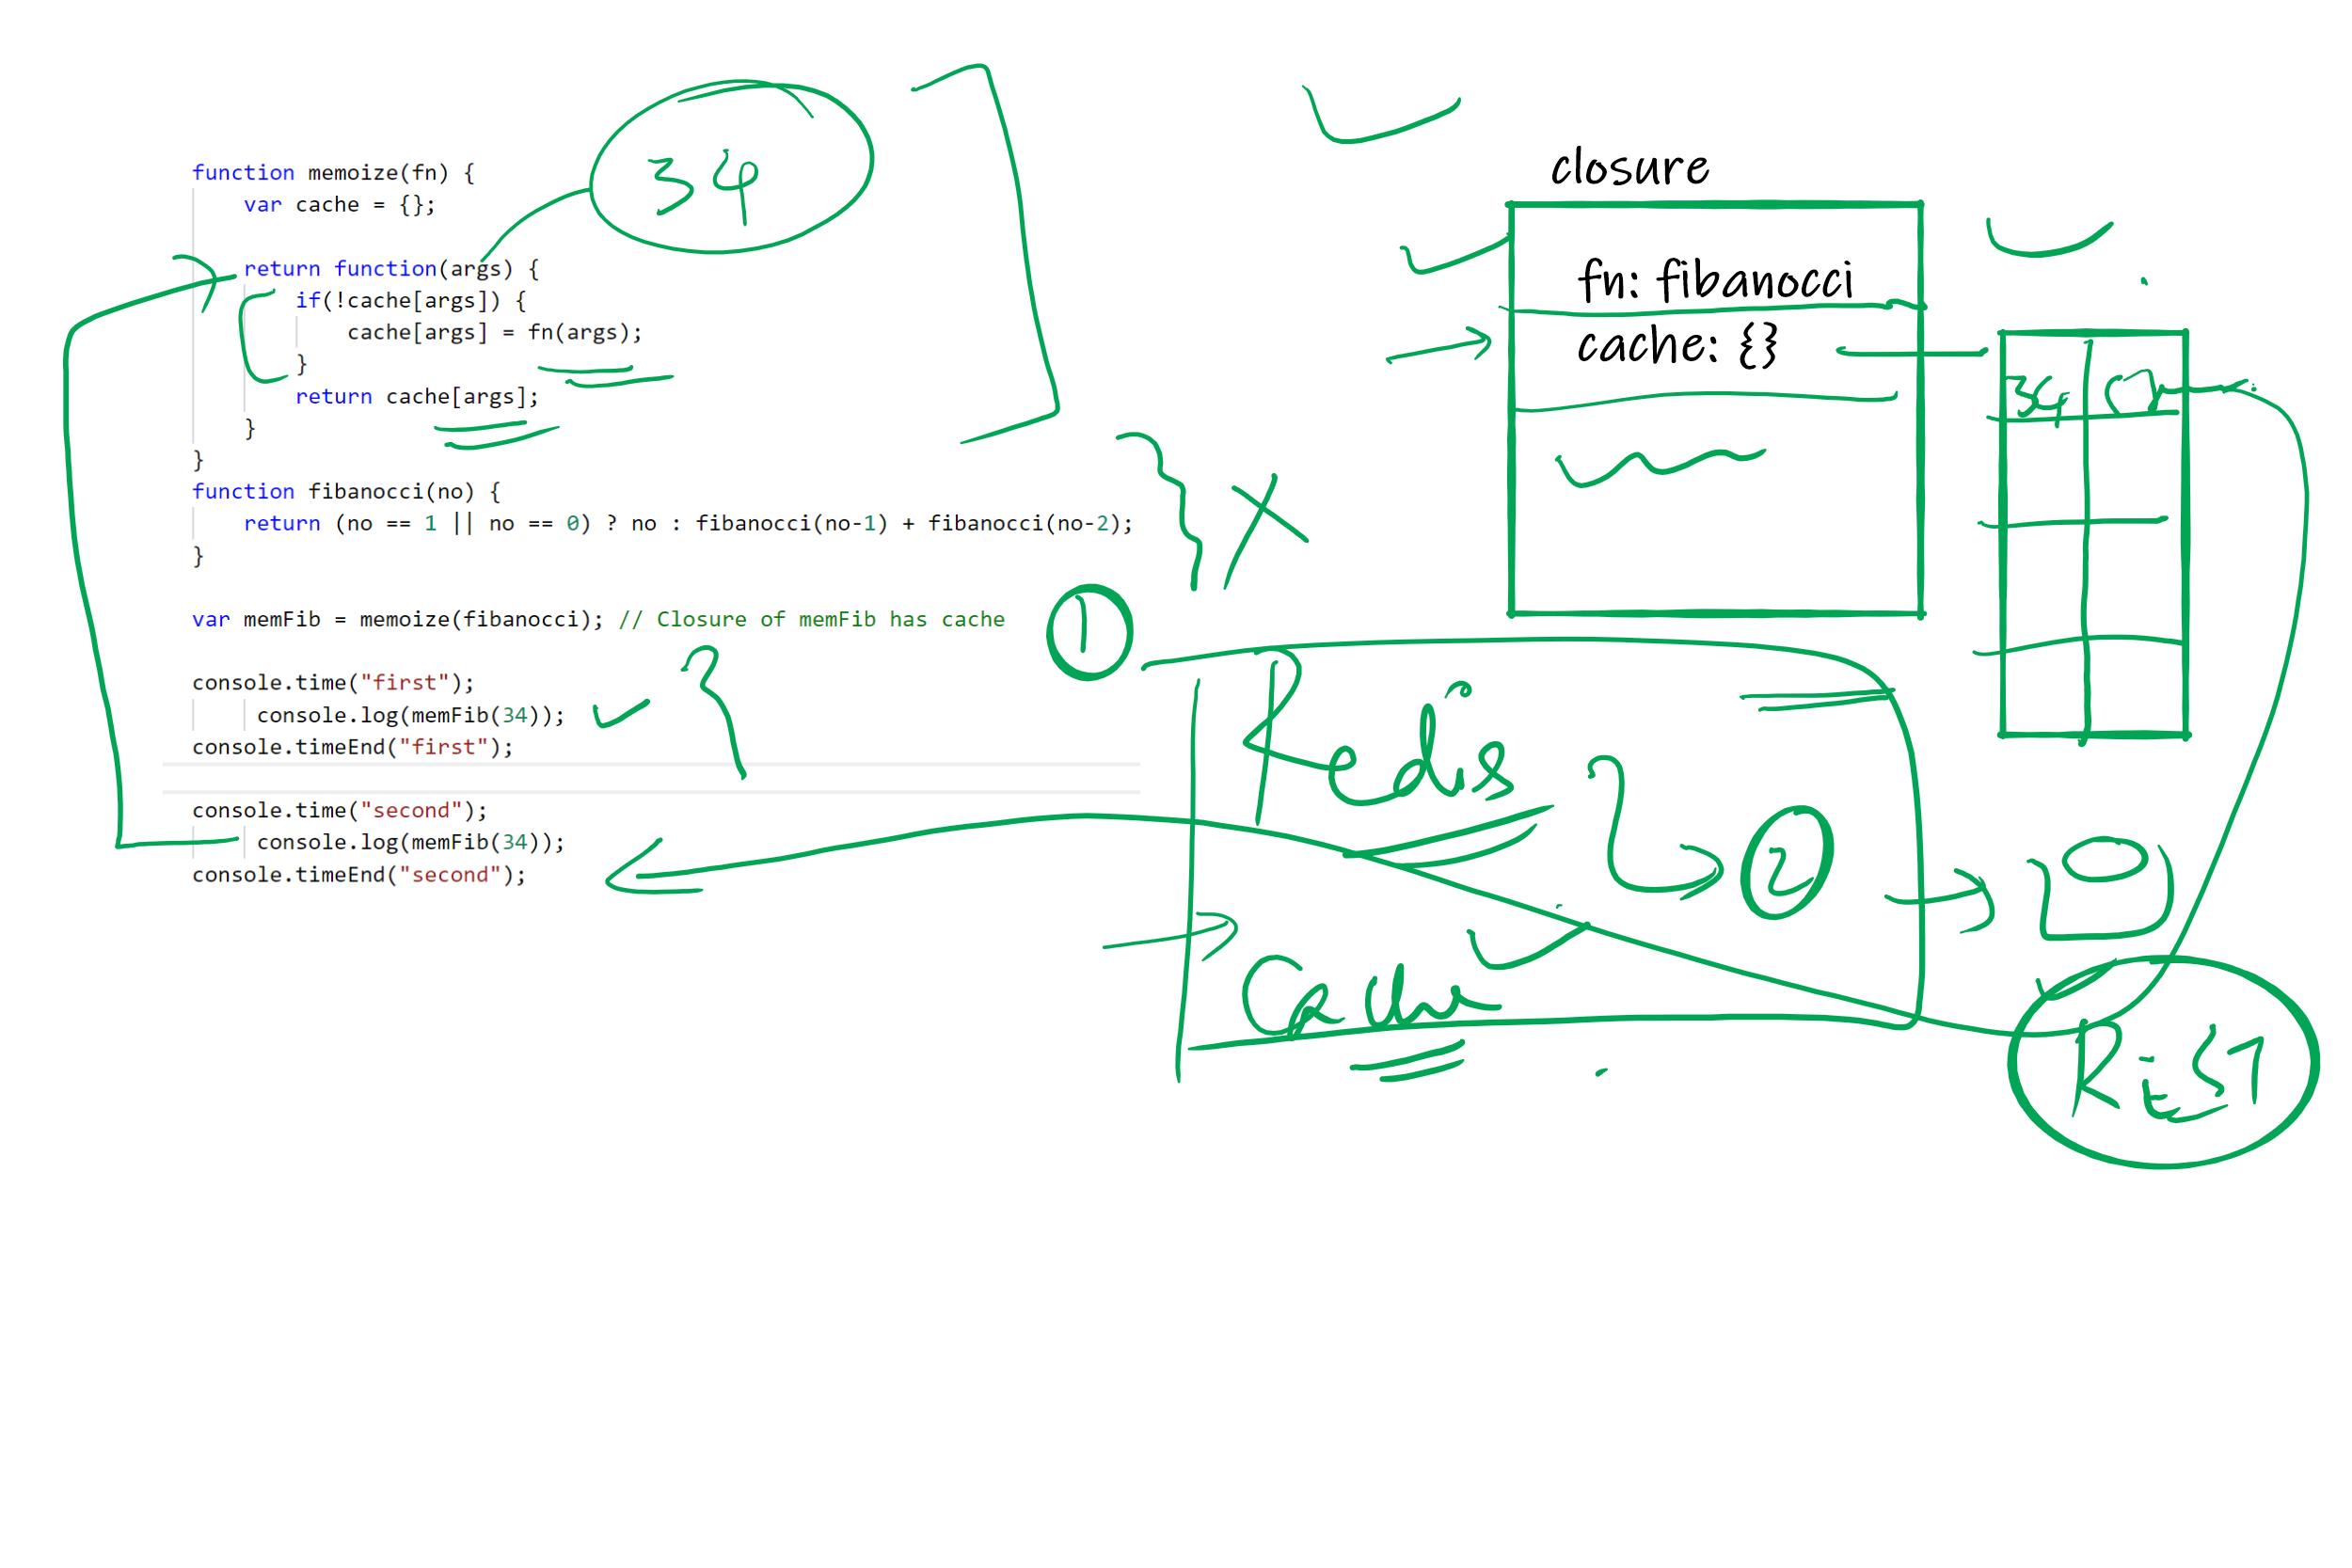 function memoize(fn) {
var cache = {};
return function(args) {
if(!cache[args]) {
cache[args] = fn(args);
}
return cache[args];
}
}
function fibanocci(no) {
return (no == 1 || no == 0) ? no : fibanocci(no-1) + fibanocci(no-2);
}
var memFib = memoize(fibanocci); // Closure of memFib has cache
console.time("first");
console.log(memFib(34));
console.timeEnd("first");
console.time("second");
console.log(memFib(34));
console.timeEnd("second");
34
1
closure
fn: fibanocci
cache: {}
34
Redis
2
Cache
REST